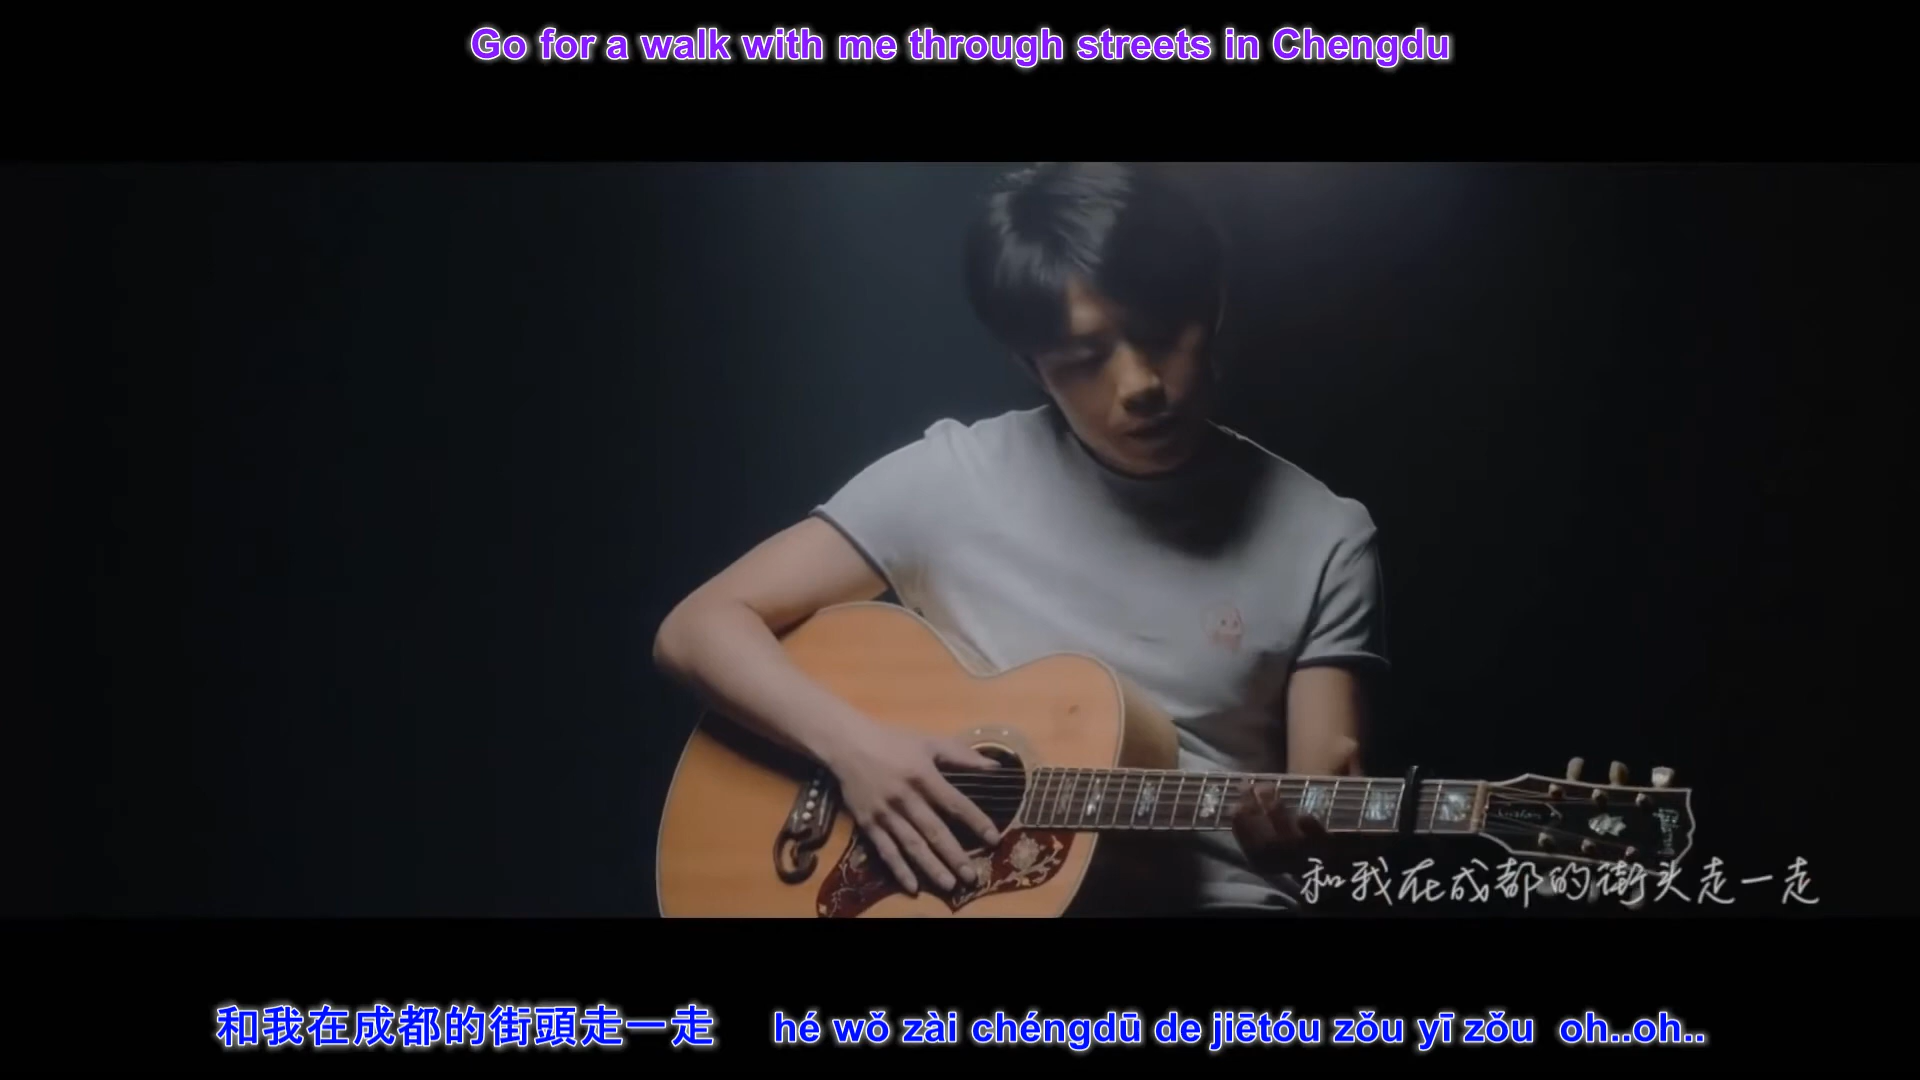 Go for a walk with me through streets in Chengdu
和我在成都的街头走一走
和我在成都的街頭走一走 hé wǒ zài chéngdū de jiētóu zǒu yī zǒu oh..oh..